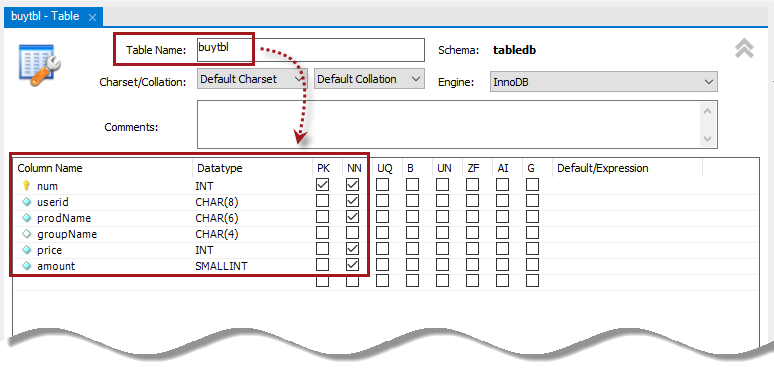 buytbl - Table ×
Table Name: buytbl Schema: tabledb
Charset/Collation: Default Charset Default Collation Engine: InnoDB
Comments:
Column Name Datatype PK NN UQ B UN ZF AI G Default/Expression
num INT
userid CHAR(8)
prodName CHAR(6)
groupName CHAR(4)
price INT
amount SMALLINT